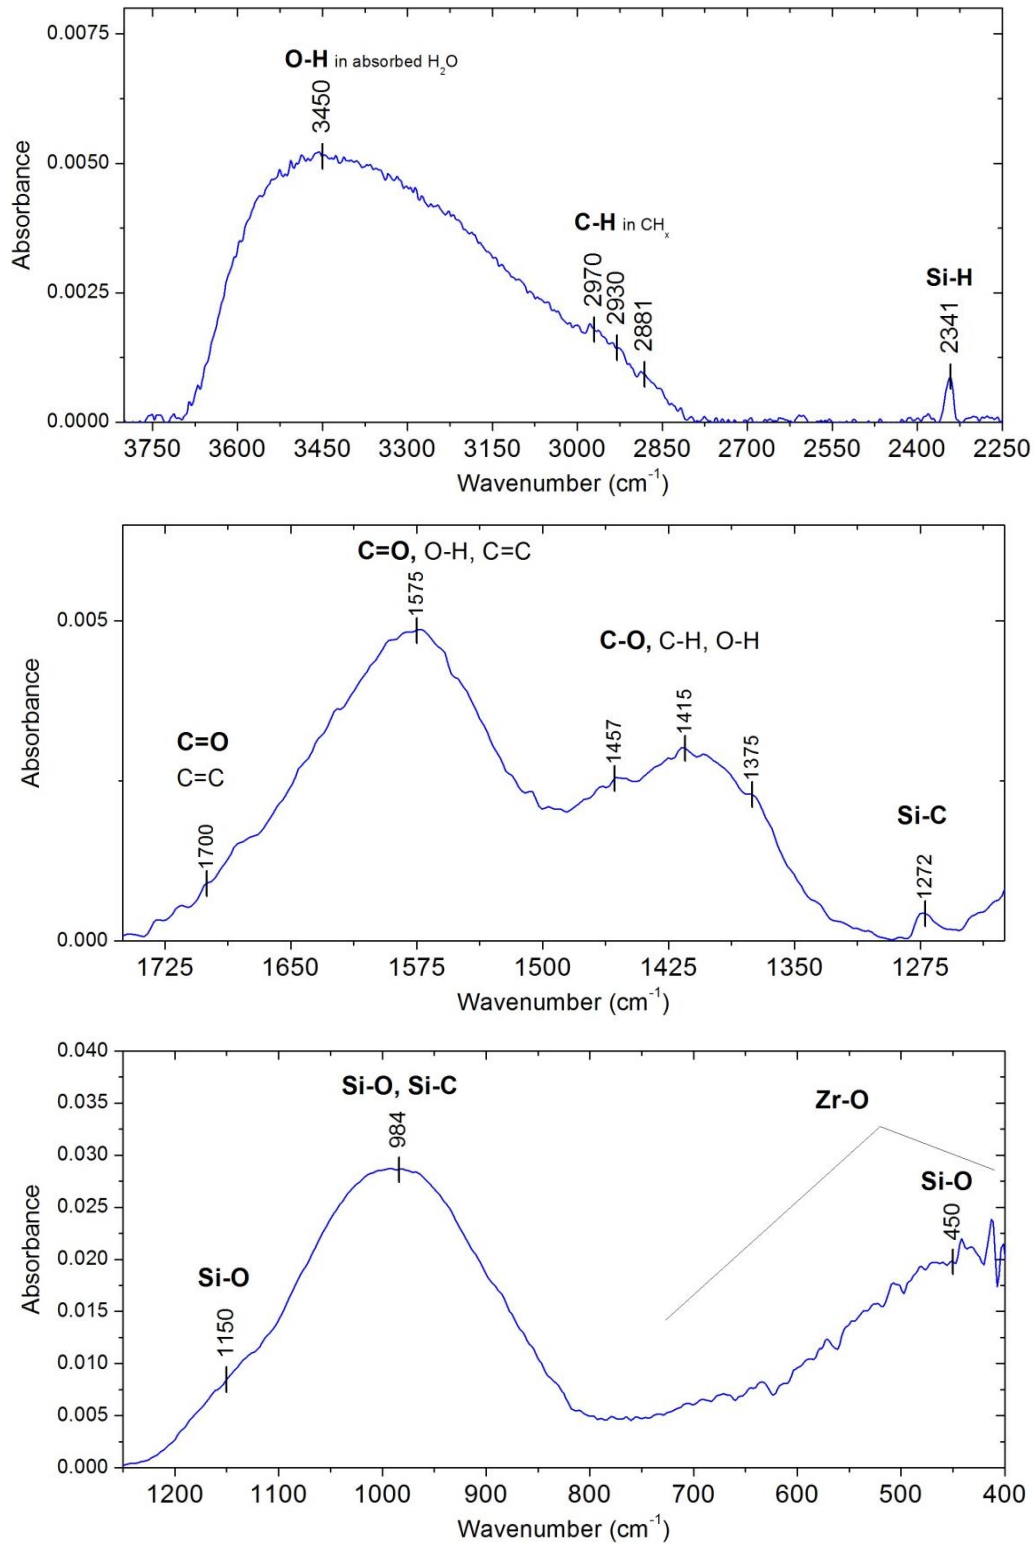 0.0075
0.0050
0.0025
0.0000
Absorbance
O-H in absorbed H₂O
3450
C-H in CHₓ
2970
2930
2881
Si-H
2341
3750 3600 3450 3300 3150 3000 2850 2700 2550 2400 2250
Wavenumber (cm⁻¹)
0.005
0.000
Absorbance
C=O, O-H, C=C
1575
C-O, C-H, O-H
1457
1415
1375
C=O
C=C
1700
Si-C
1272
1725 1650 1575 1500 1425 1350 1275
Wavenumber (cm⁻¹)
0.040
0.035
0.030
0.025
0.020
0.015
0.010
0.005
0.000
Absorbance
Si-O, Si-C
984
Zr-O
Si-O
450
Si-O
1150
1200 1100 1000 900 800 700 600 500 400
Wavenumber (cm⁻¹)